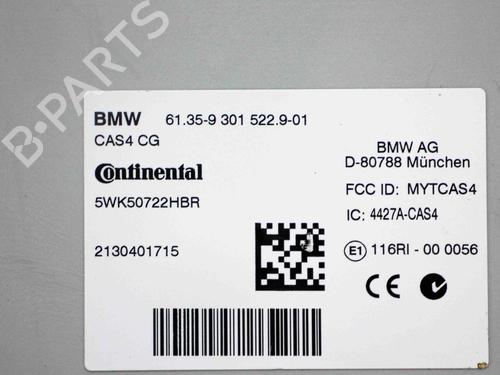 B-PARTS
BMW 61.35-9 301 522.9-01
CAS4 CG
Continental
5WK50722HBR
2130401715
BMW AG
D-80788 München
FCC ID: MYTCAS4
IC: 4427A-CAS4
E1 116RI - 00 0056
CE